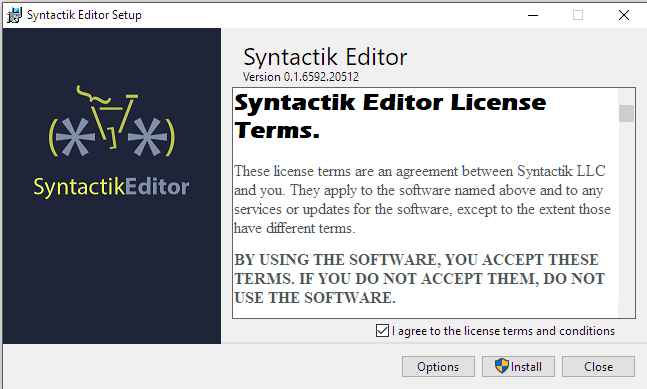 Syntactik Editor Setup
Syntactik Editor
Version 0.1.6592.20512
Syntactik Editor License
Terms.
These license terms are an agreement between Syntactik LLC
and you. They apply to the software named above and to any
services or updates for the software, except to the extent those
have different terms.
BY USING THE SOFTWARE, YOU ACCEPT THESE
TERMS. IF YOU DO NOT ACCEPT THEM, DO NOT
USE THE SOFTWARE.
SyntactikEditor
I agree to the license terms and conditions
Options
Install
Close